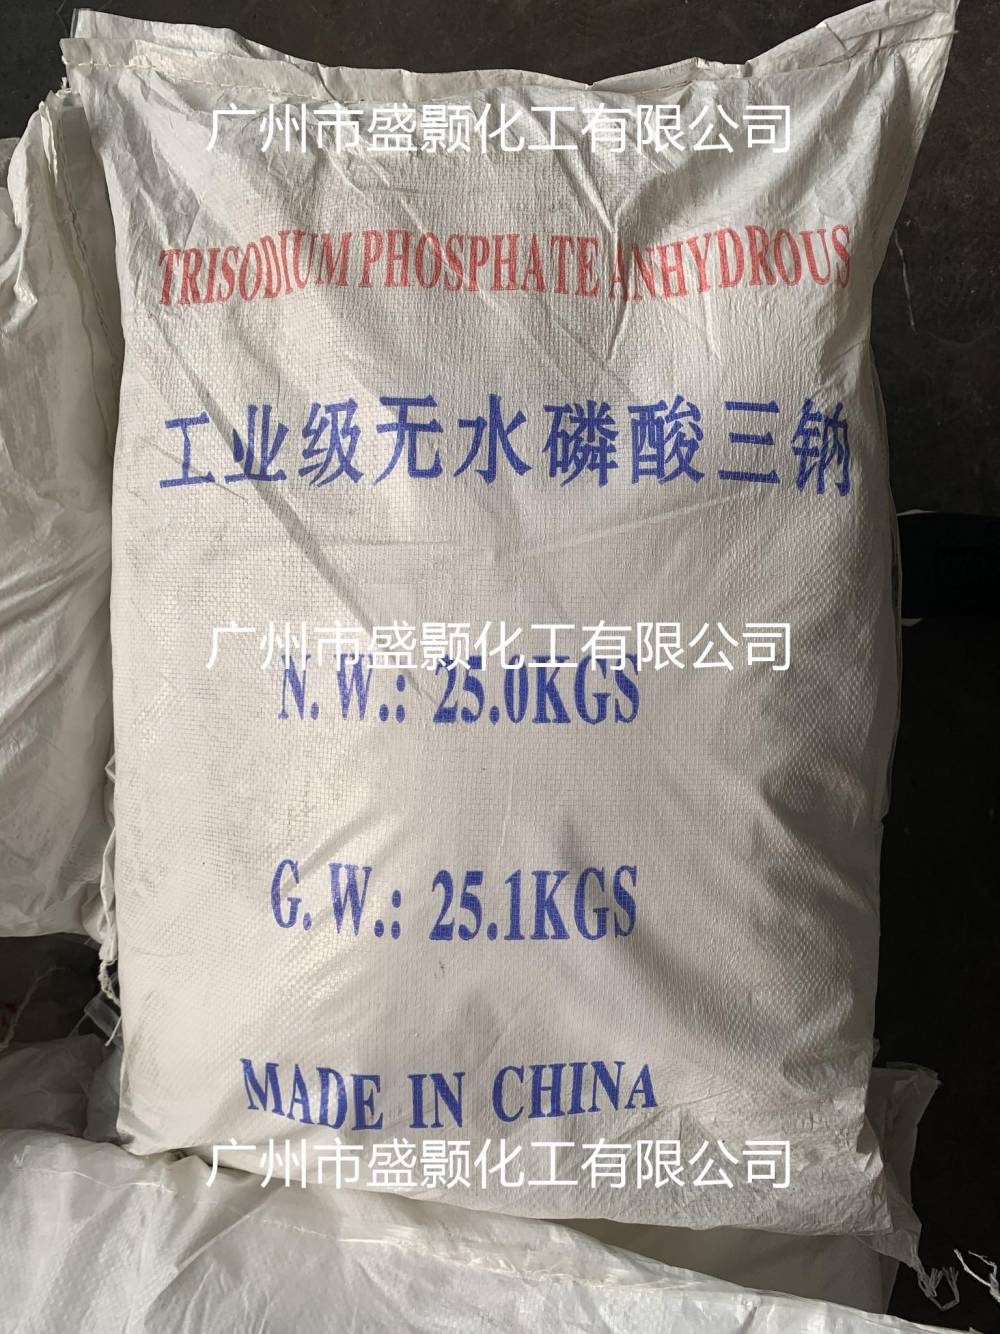 广州市盛颢化工有限公司
TRISODIUM PHOSPHATE ANHYDROUS
工业级无水磷酸三钠
广州市盛颢化工有限公司
N.W.: 25.0KGS
G.W.: 25.1KGS
MADE IN CHINA
广州市盛颢化工有限公司